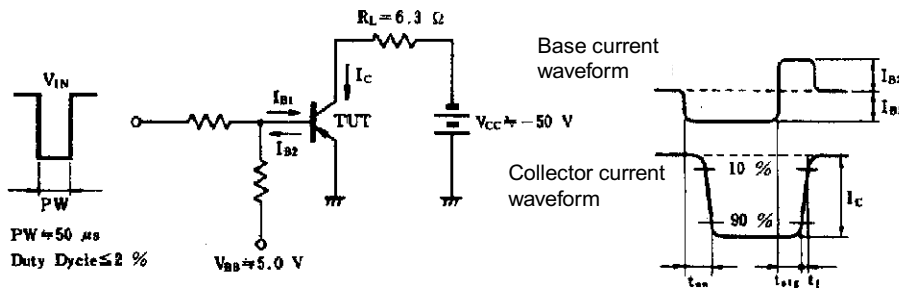 R_L=6.3 Ω
V_IN
I_B1
I_C
TUT
I_B2
V_CC≒−50 V
PW
PW≒50 μs
Duty Dycle≦2 %
V_BB≒5.0 V
Base current
waveform
I_B2
Collector current
waveform
10 %
90 %
I_C
t_on
t_stg
t_f